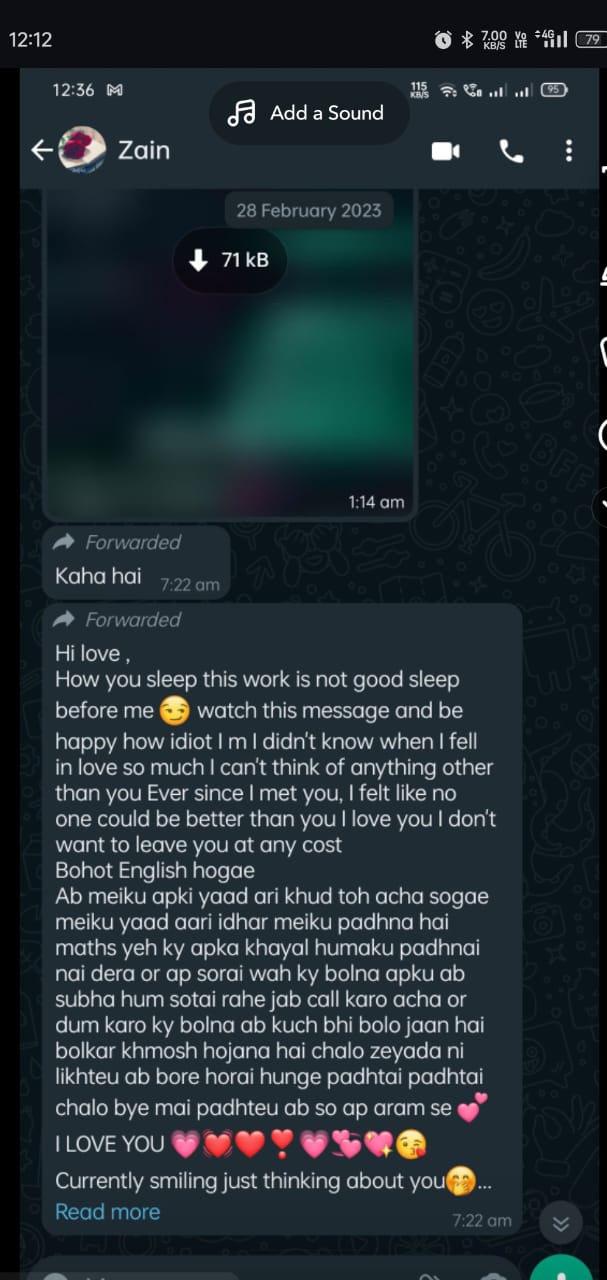 12:12
7.00 KB/S Vo LTE 4G 79
12:36 115 KB/S 95
Add a Sound
Zain
28 February 2023
71 kB
1:14 am
Forwarded
Kaha hai 7:22 am
Forwarded
Hi love ,
How you sleep this work is not good sleep
before me 😏 watch this message and be
happy how idiot I m I didn't know when I fell
in love so much I can't think of anything other
than you Ever since I met you, I felt like no
one could be better than you I love you I don't
want to leave you at any cost
Bohot English hogae
Ab meiku apki yaad ari khud toh acha sogae
meiku yaad aari idhar meiku padhna hai
maths yeh ky apka khayal humaku padhnai
nai dera or ap sorai wah ky bolna apku ab
subha hum sotai rahe jab call karo acha or
dum karo ky bolna ab kuch bhi bolo jaan hai
bolkar khmosh hojana hai chalo zeyada ni
likhteu ab bore horai hunge padhtai padhtai
chalo bye mai padhteu ab so ap aram se 💕
I LOVE YOU 💗💓❤️❣️💗💞💖😘
Currently smiling just thinking about you🤭...
Read more 7:22 am